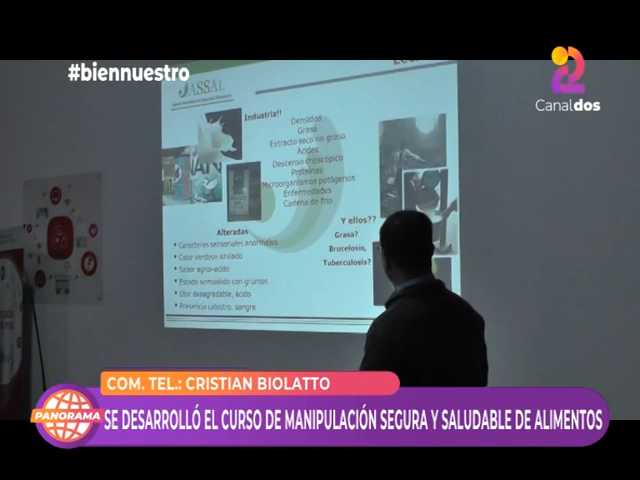 #biennuestro
2
Canaldos
ASSAL
Industria!!
Densidad
Grasa
Extracto seco no graso
Acidez
Descenso crioscópico
Proteínas
Microorganismos patógenos
Enfermedades
Cadena de frío
Y ellos??
Grasa?
Brucelosis,
Tuberculosis?
Alteradas
• Caracteres sensoriales anormales
• Color verdoso azulado
• Sabor agrio-ácido
• Estado semisolido con grumos
• Olor desagradable, ácido
• Presencia calostro, sangre
COM. TEL.: CRISTIAN BIOLATTO
PANORAMA
SE DESARROLLÓ EL CURSO DE MANIPULACIÓN SEGURA Y SALUDABLE DE ALIMENTOS